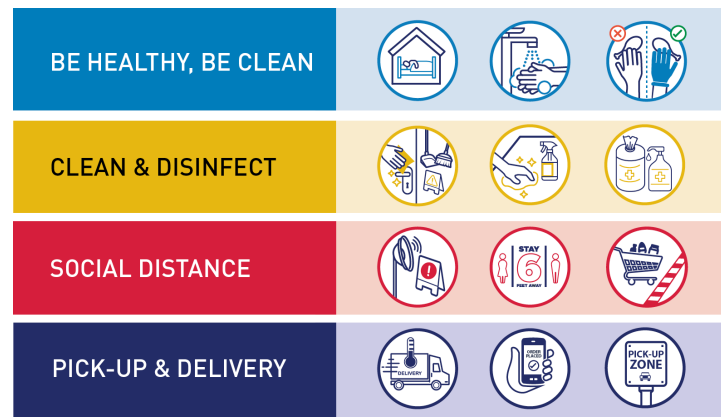 BE HEALTHY, BE CLEAN
CLEAN & DISINFECT
SOCIAL DISTANCE
STAY
6
FEET AWAY
PICK-UP & DELIVERY
DELIVERY
ORDER
PLACED
PICK-UP
ZONE